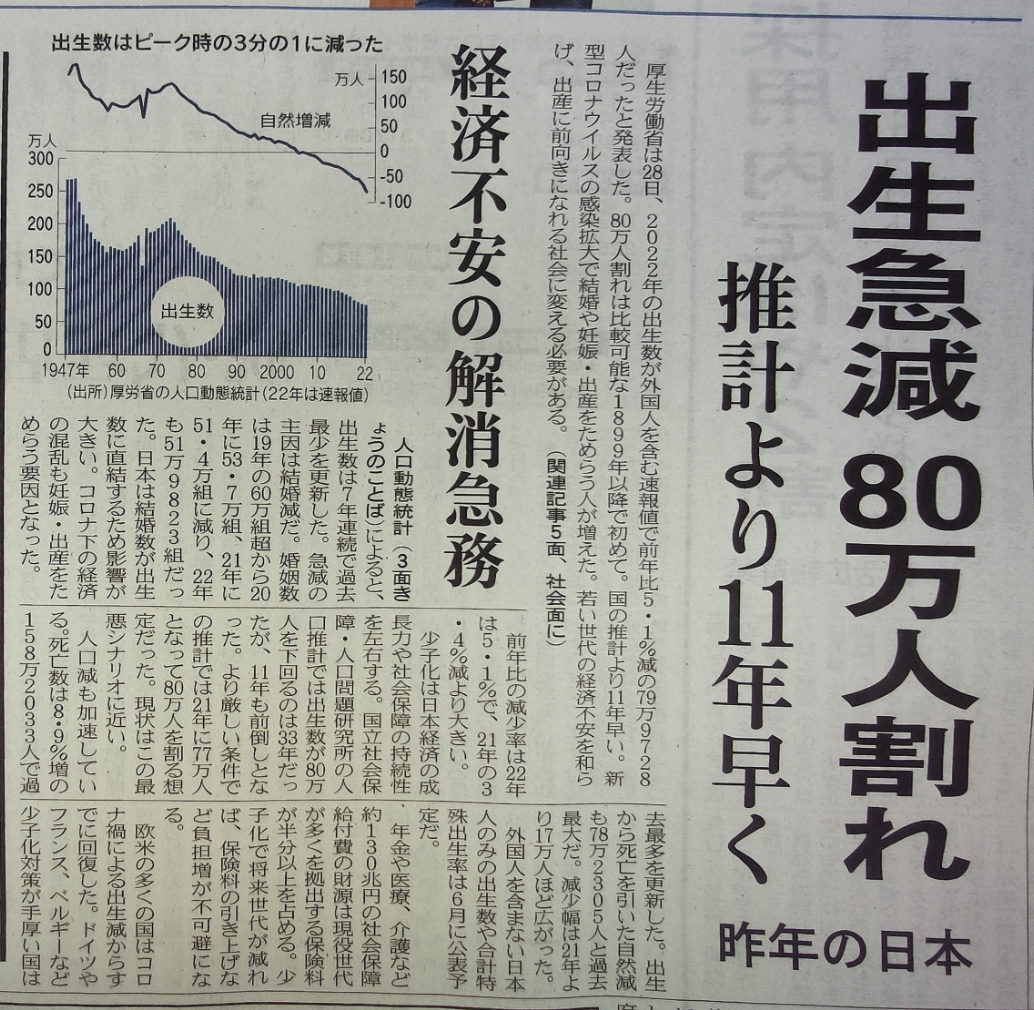 出生急減 80万人割れ
推計より11年早く
昨年の日本
厚生労働省は28日、2022年の出生数が外国人を含む速報値で前年比5・1%減の79万9728
人だったと発表した。80万人割れは比較可能な1899年以降で初めて。国の推計より11年早い。新
型コロナウイルスの感染拡大で結婚や妊娠・出産をためらう人が増えた。若い世代の経済不安を和ら
げ、出産に前向きになれる社会に変える必要がある。（関連記事5面、社会面に）
経済不安の解消急務
出生数はピーク時の3分の1に減った
万人
150
100
50
0
-50
-100
自然増減
万人
300
250
200
150
100
50
0
出生数
1947年 60 70 80 90 2000 10 22
(出所)厚労省の人口動態統計(22年は速報値)
人口動態統計（3面き
ょうのことば）によると、
出生数は7年連続で過去
最少を更新した。急減の
主因は結婚減だ。婚姻数
は19年の60万組超から20
年に53・7万組、21年に
51・4万組に減り、22年
も51万9823組だっ
た。日本は結婚数が出生
数に直結するため影響が
大きい。コロナ下の経済
の混乱も妊娠・出産をた
めらう要因となった。
前年比の減少率は22年
は5・1%で、21年の3
・4%減より大きい。
少子化は日本経済の成
長力や社会保障の持続性
を左右する。国立社会保
障・人口問題研究所の人
口推計では出生数が80万
人を下回るのは33年だっ
たが、11年も前倒しとな
った。より厳しい条件で
の推計では21年に77万人
となって80万人を割る想
定だった。現状はこの最
悪シナリオに近い。
人口減も加速してい
る。死亡数は8・9%増の
158万2033人で過
去最多を更新した。出生
から死亡を引いた自然減
も78万2305人と過去
最大だ。減少幅は21年よ
り17万人ほど広がった。
外国人を含まない日本
人のみの出生数や合計特
殊出生率は6月に公表予
定だ。
年金や医療、介護など
約130兆円の社会保障
給付費の財源は現役世代
が多くを拠出する保険料
が半分以上を占める。少
子化で将来世代が減れ
ば、保険料の引き上げな
ど負担増が不可避にな
る。
欧米の多くの国はコロ
ナ禍による出生減からす
でに回復した。ドイツや
フランス、ベルギーなど
少子化対策が手厚い国は